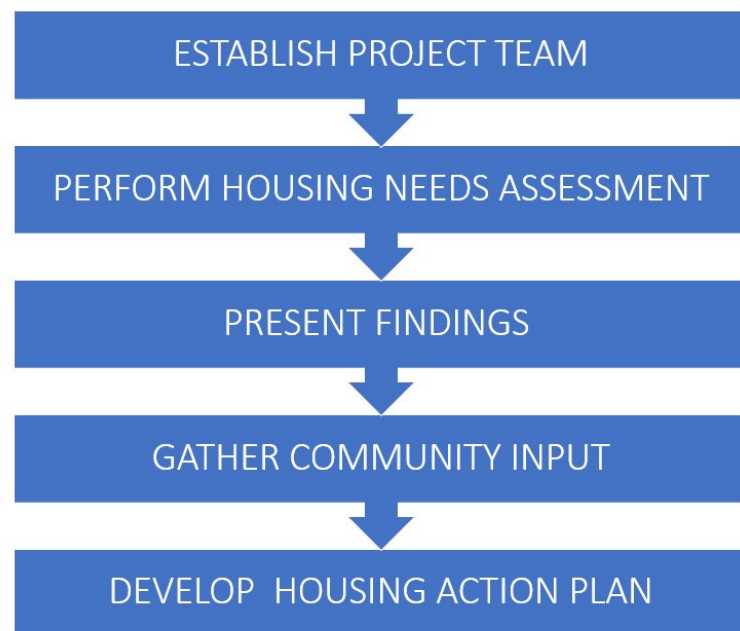 ESTABLISH PROJECT TEAM
PERFORM HOUSING NEEDS ASSESSMENT
PRESENT FINDINGS
GATHER COMMUNITY INPUT
DEVELOP  HOUSING ACTION PLAN